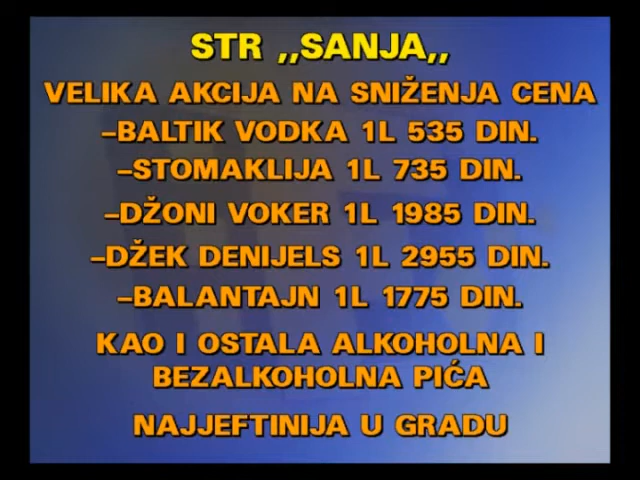 STR ,,SANJA,,
VELIKA AKCIJA NA SNIŽENJA CENA
–BALTIK VODKA 1L 535 DIN.
–STOMAKLIJA 1L 735 DIN.
–DŽONI VOKER 1L 1985 DIN.
–DŽEK DENIJELS 1L 2955 DIN.
–BALANTAJN 1L 1775 DIN.
KAO I OSTALA ALKOHOLNA I
BEZALKOHOLNA PIĆA
NAJJEFTINIJA U GRADU